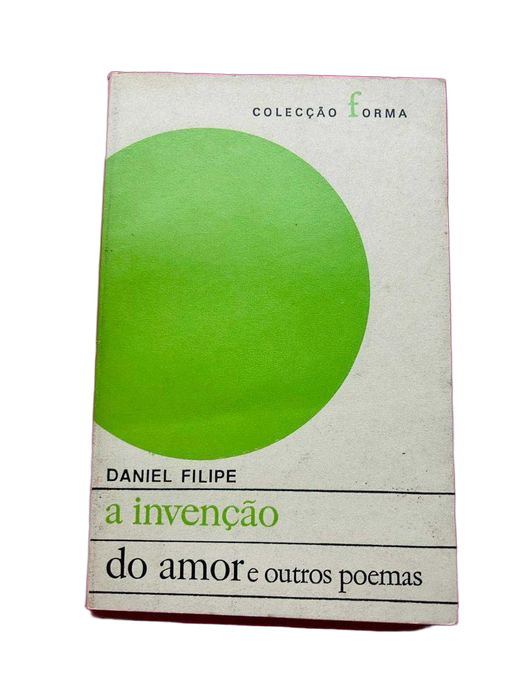 COLECÇÃO FORMA
DANIEL FILIPE
a invenção
do amor e outros poemas